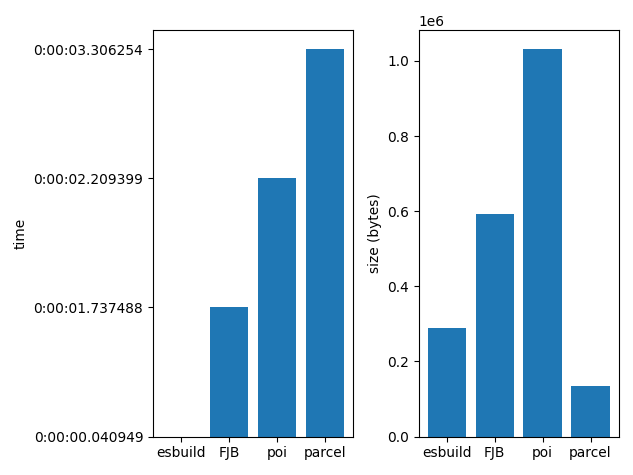 0:00:03.306254
0:00:02.209399
0:00:01.737488
0:00:00.040949
time
esbuild FJB poi parcel
1e6
1.0
0.8
0.6
0.4
0.2
0.0
size (bytes)
esbuild FJB poi parcel